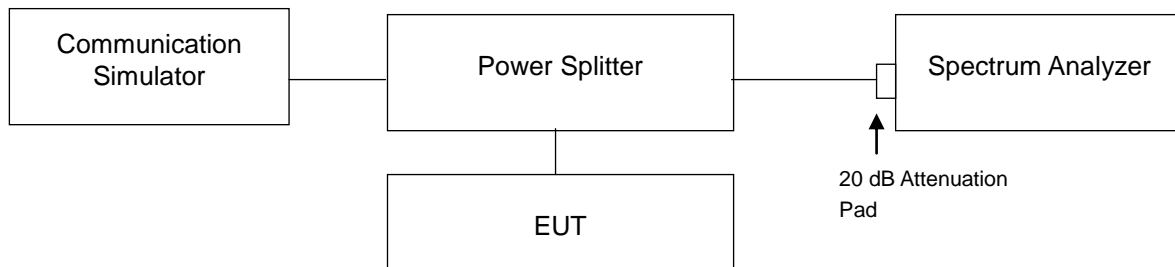 Communication
Simulator
Power Splitter
Spectrum Analyzer
20 dB Attenuation
Pad
EUT